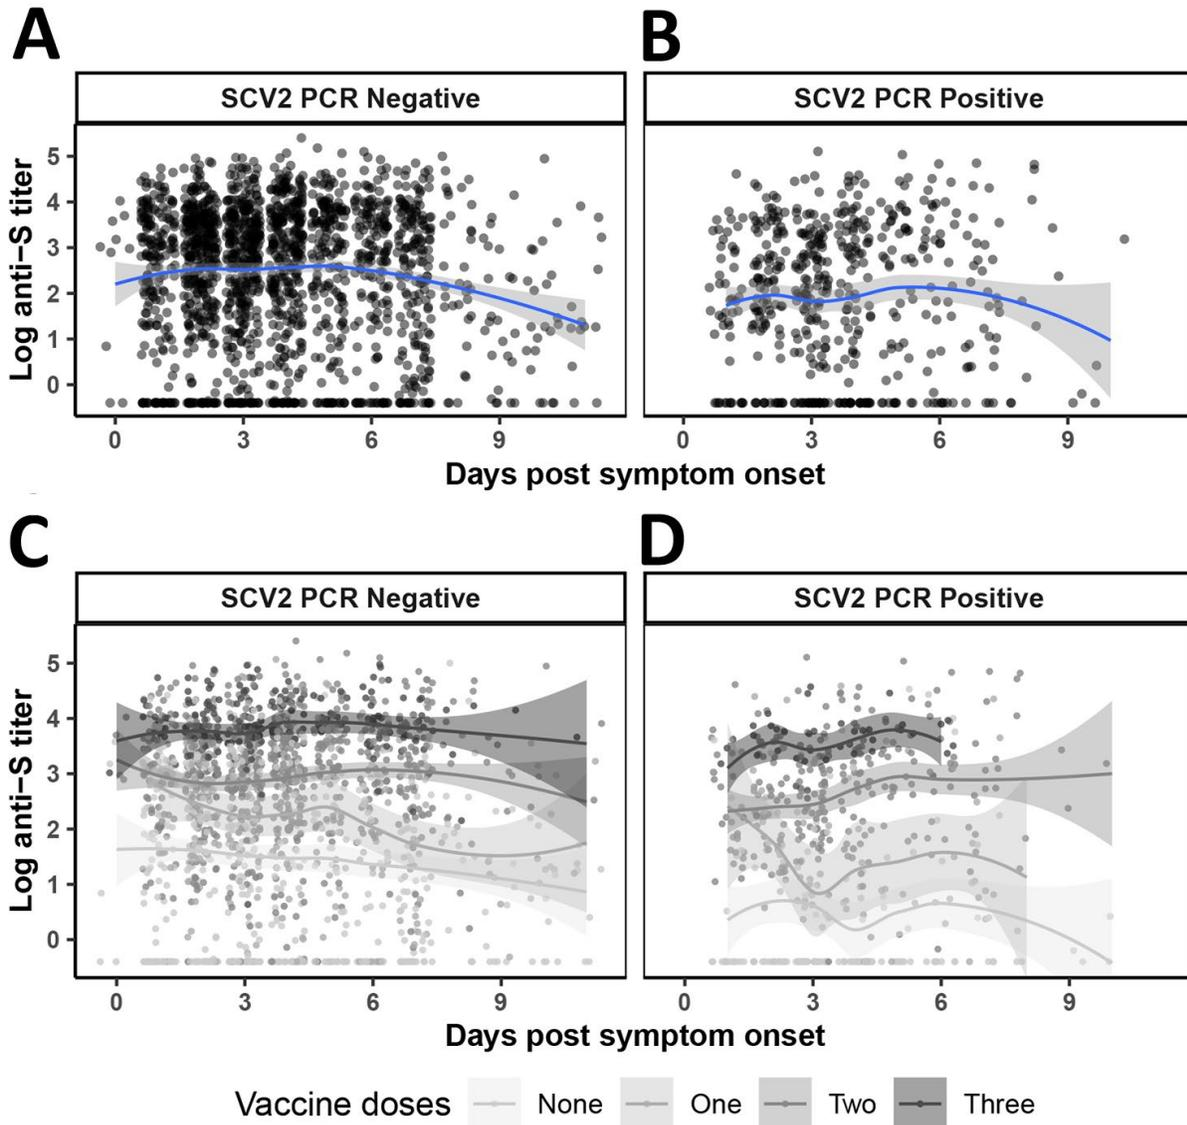 A
B
SCV2 PCR Negative
SCV2 PCR Positive
Log anti−S titer
5
4
3
2
1
0
0 3 6 9
0 3 6 9
Days post symptom onset
C
D
SCV2 PCR Negative
SCV2 PCR Positive
Log anti−S titer
5
4
3
2
1
0
0 3 6 9
0 3 6 9
Days post symptom onset
Vaccine doses None One Two Three